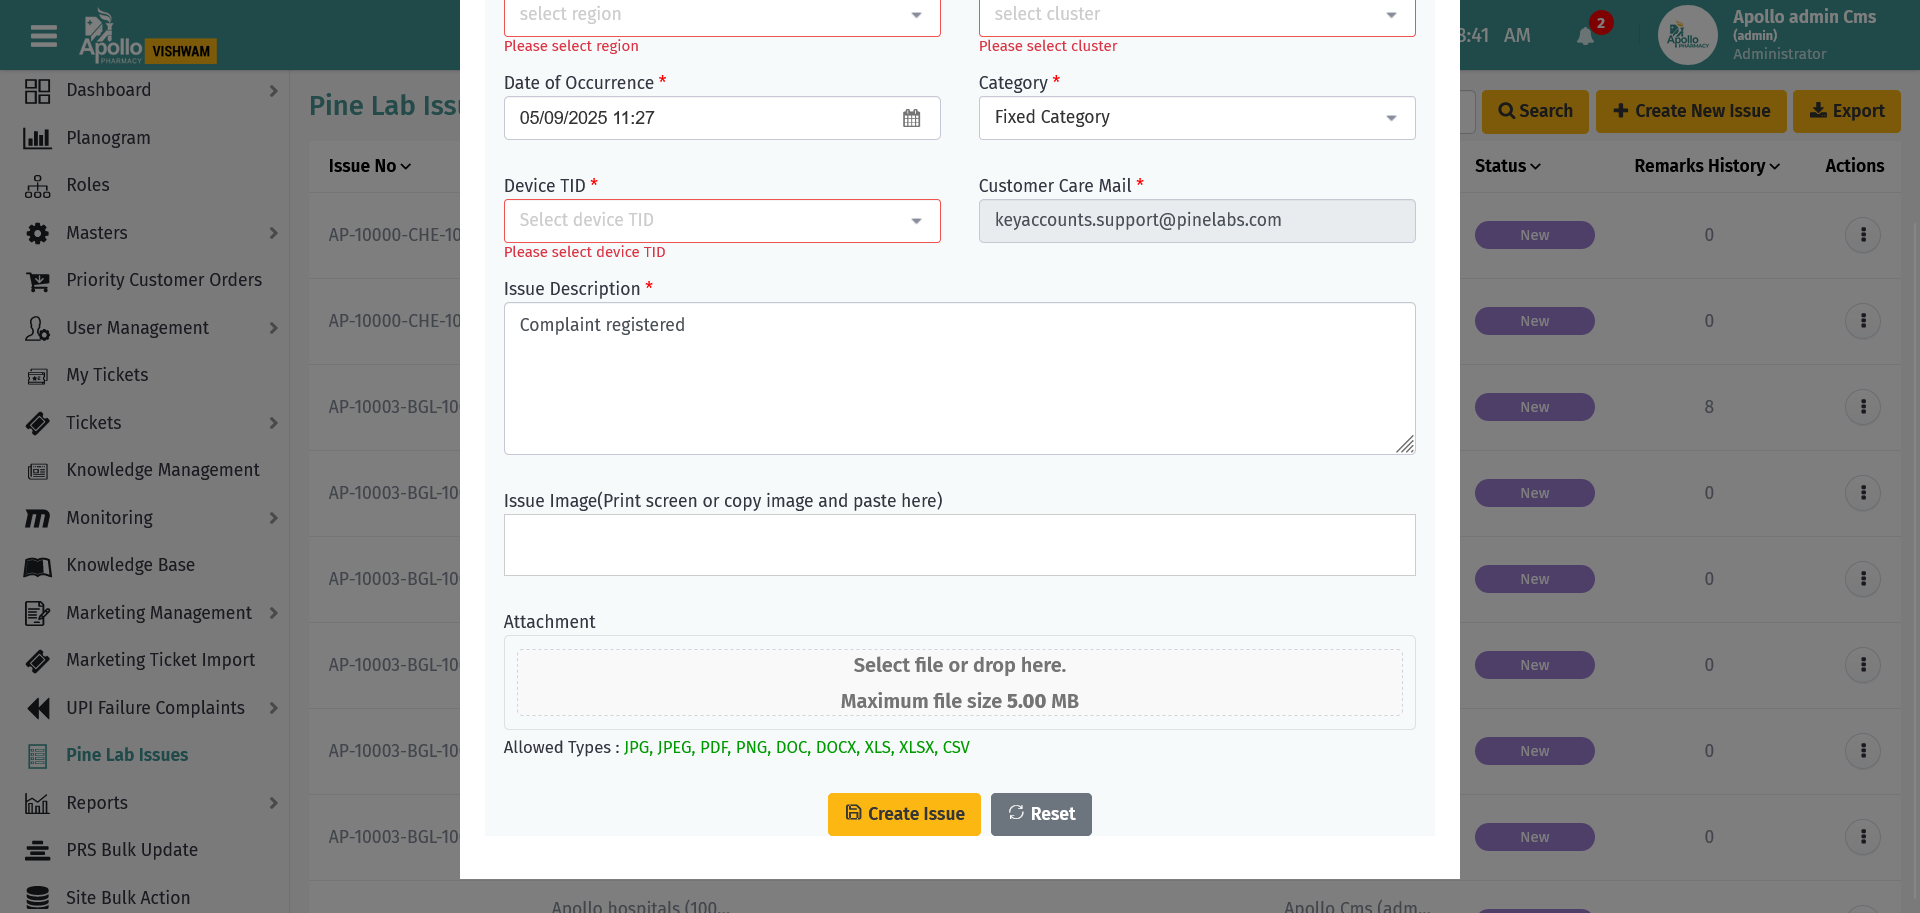 Apollo
PHARMACY
VISHWAM
8:41 AM
2
Apollo
PHARMACY
Apollo admin Cms
(admin)
Administrator
Dashboard
Planogram
Roles
Masters
Priority Customer Orders
User Management
My Tickets
Tickets
Knowledge Management
Monitoring
Knowledge Base
Marketing Management
Marketing Ticket Import
UPI Failure Complaints
Pine Lab Issues
Reports
PRS Bulk Update
Site Bulk Action
Pine Lab Issu
Search
Create New Issue
Export
Issue No
Status
Remarks History
Actions
AP-10000-CHE-10
New
0
AP-10000-CHE-10
New
0
AP-10003-BGL-10
New
8
AP-10003-BGL-10
New
0
AP-10003-BGL-10
New
0
AP-10003-BGL-10
New
0
AP-10003-BGL-10
New
0
AP-10003-BGL-10
New
0
Apollo hospitals (100...
Apollo Cms (adm...
select region
select cluster
Please select region
Please select cluster
Date of Occurrence *
Category *
05/09/2025 11:27
Fixed Category
Device TID *
Customer Care Mail *
Select device TID
keyaccounts.support@pinelabs.com
Please select device TID
Issue Description *
Complaint registered
Issue Image(Print screen or copy image and paste here)
Attachment
Select file or drop here.
Maximum file size 5.00 MB
Allowed Types : JPG, JPEG, PDF, PNG, DOC, DOCX, XLS, XLSX, CSV
Create Issue
Reset